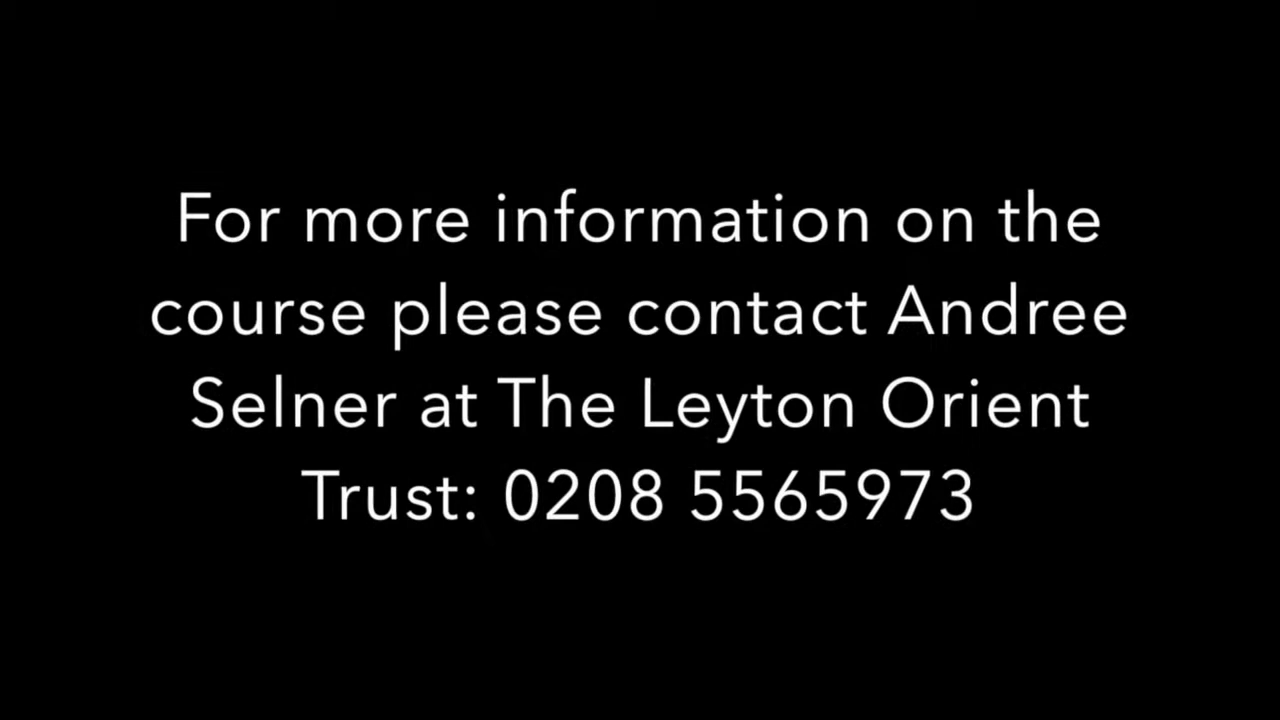 For more information on the
course please contact Andree
Selner at The Leyton Orient
Trust: 0208 5565973